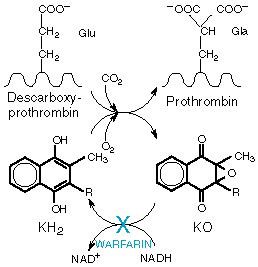 COO⁻
CH₂ Glu
CH₂
Descarboxy-
prothrombin
CO₂
O₂
⁻OOC COO⁻
CH Gla
CH₂
Prothrombin
OH
CH₃
R
OH
KH₂
O
CH₃
O
R
O
KO
X
WARFARIN
NAD⁺ NADH